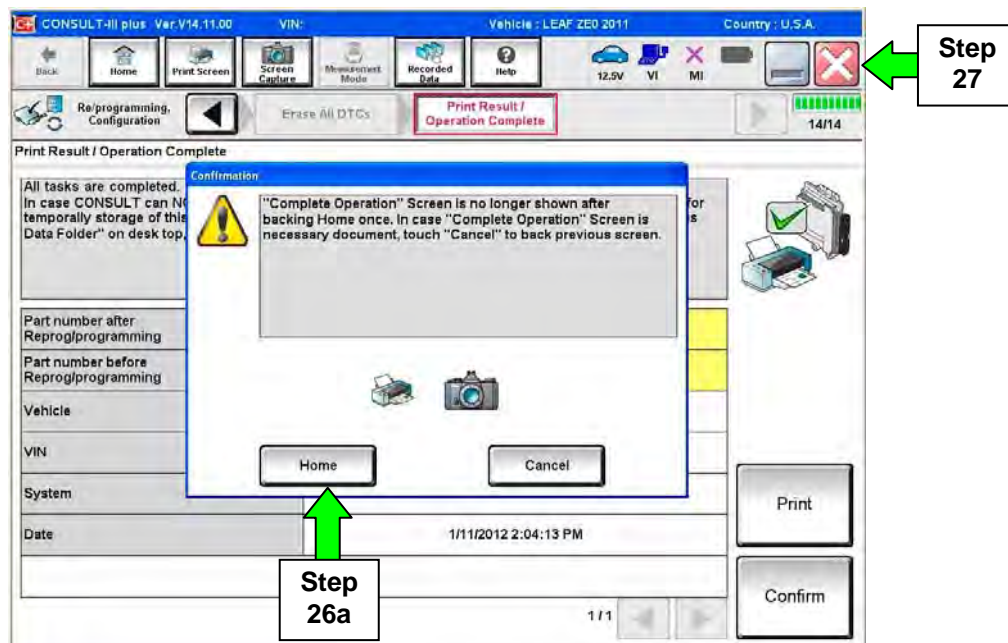 CONSULT-III plus Ver.V14.11.00 VIN: Vehicle : LEAF ZE0 2011 Country : U.S.A.
Back Home Print Screen Screen Capture Measurement Mode Recorded Data Help 12.5V VI MI
Step
27
Re/programming,
Configuration
Erase All DTCs
Print Result /
Operation Complete
14/14
Print Result / Operation Complete
All tasks are completed.
In case CONSULT can N
temporally storage of this
Data Folder" on desk top,
for
s
Confirmation
"Complete Operation" Screen is no longer shown after
backing Home once. In case "Complete Operation" Screen is
necessary document, touch "Cancel" to back previous screen.
Home
Cancel
Part number after
Reprog/programming
Part number before
Reprog/programming
Vehicle
VIN
System
Date
1/11/2012 2:04:13 PM
Print
Confirm
1/1
Step
26a